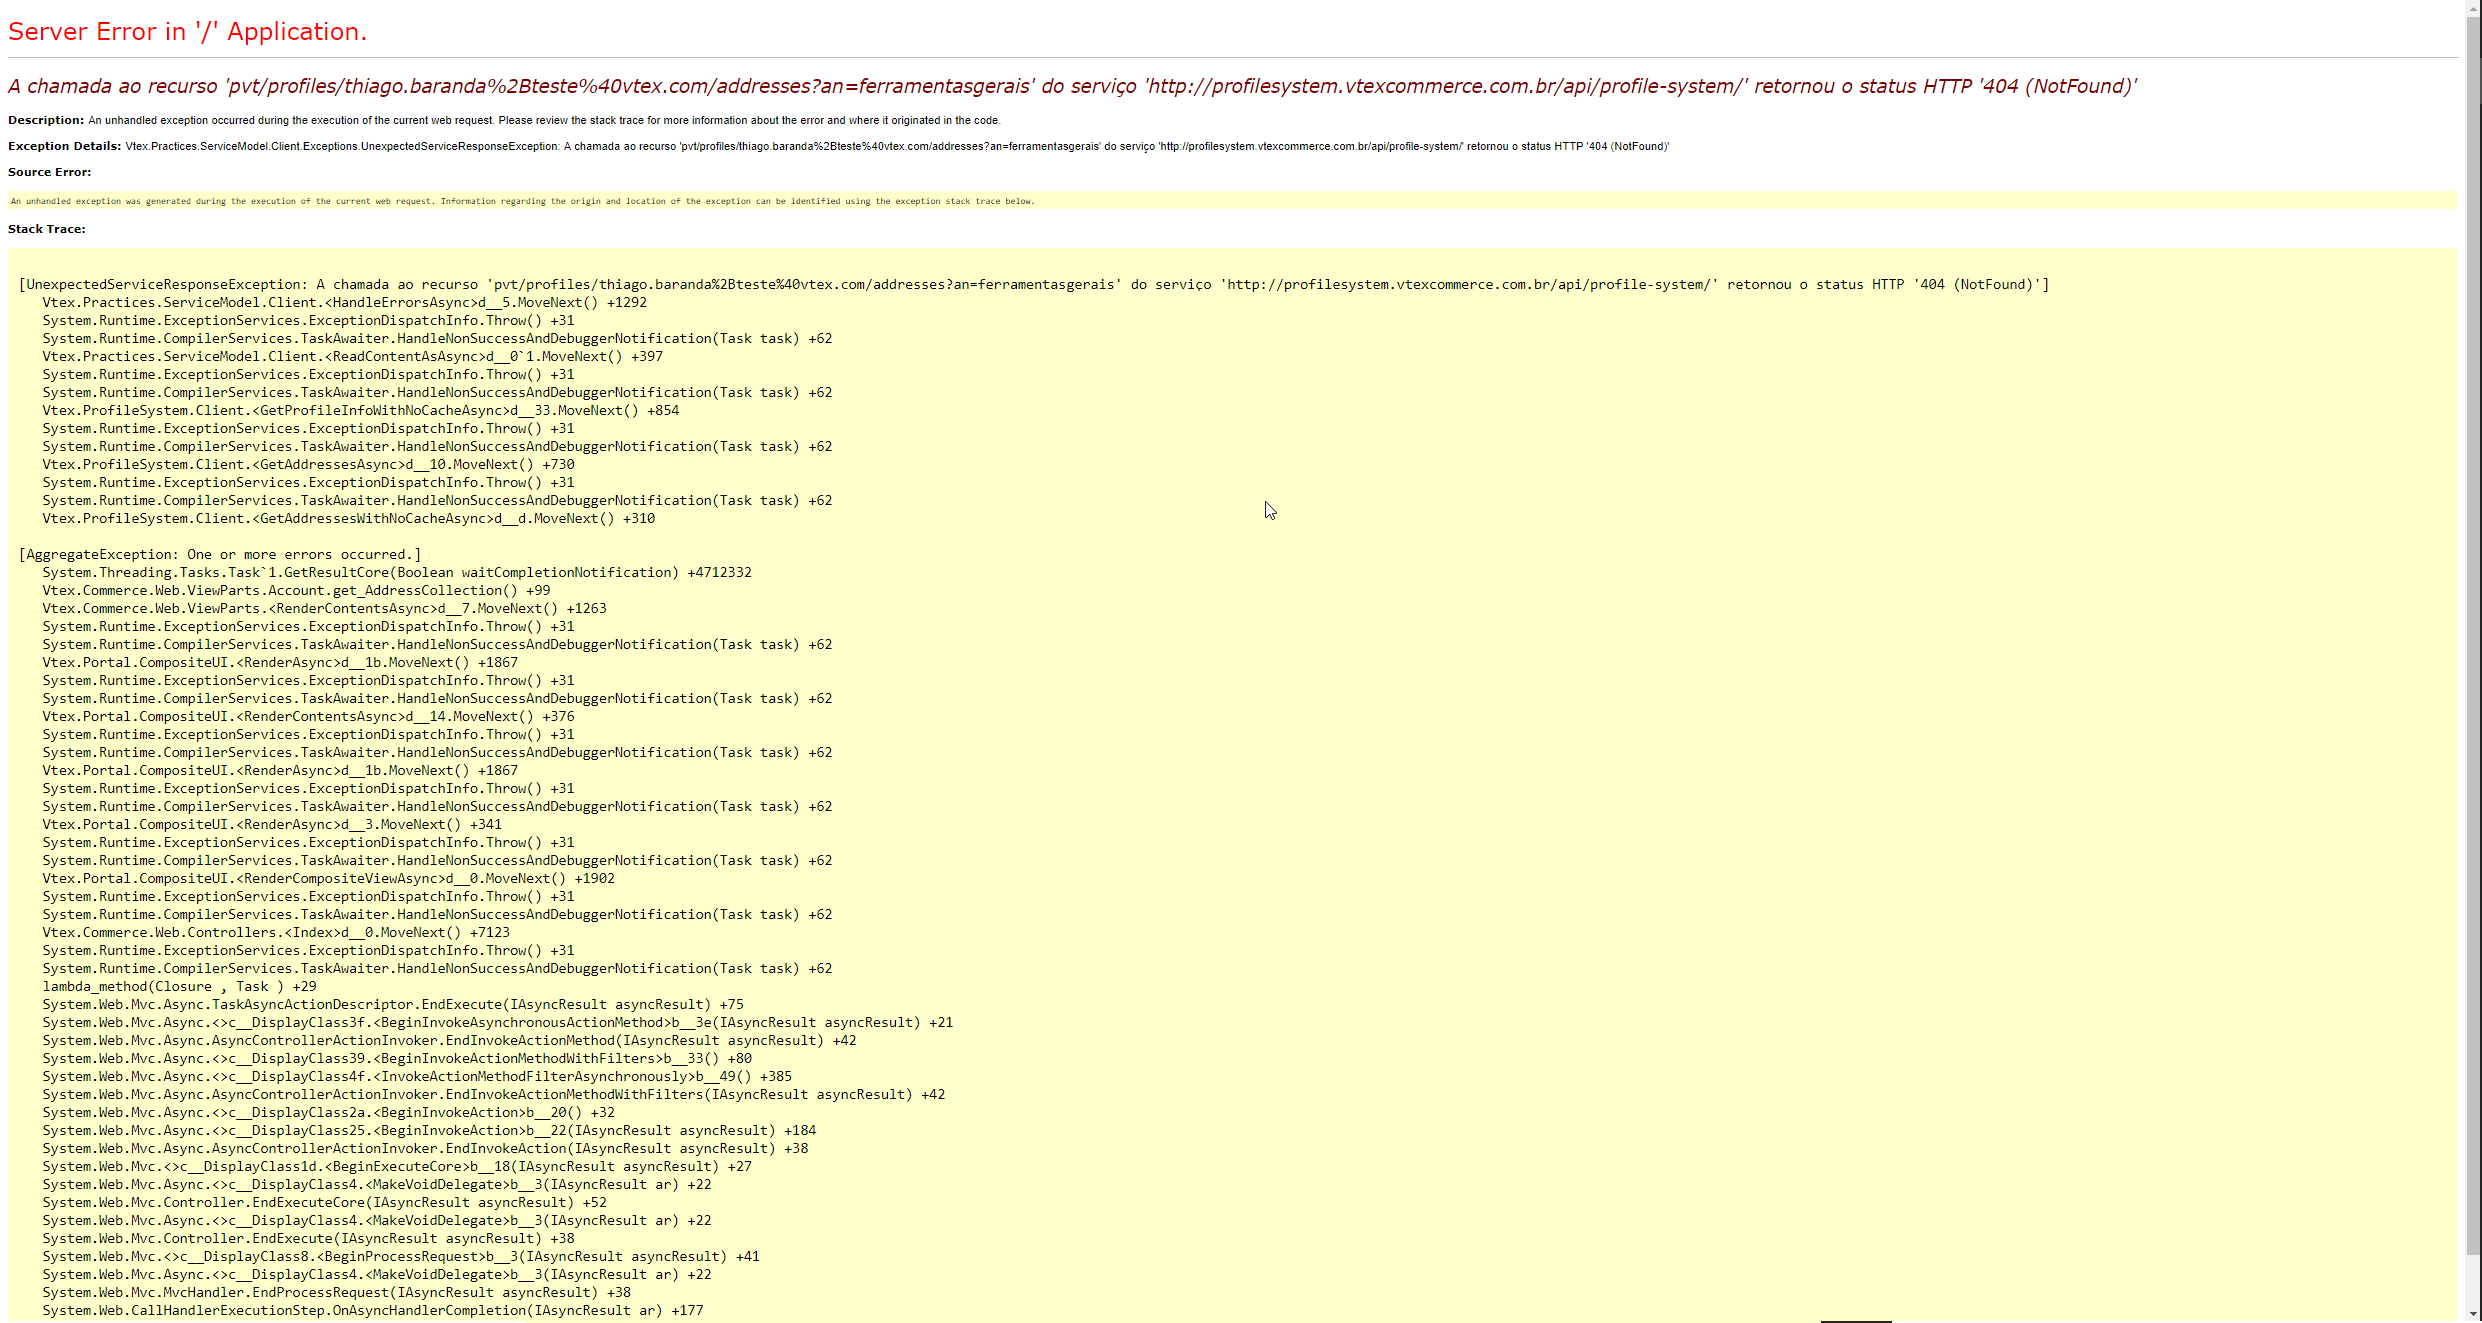 Server Error in '/' Application.
A chamada ao recurso 'pvt/profiles/thiago.baranda%2Bteste%40vtex.com/addresses?an=ferramentasgerais' do serviço 'http://profilesystem.vtexcommerce.com.br/api/profile-system/' retornou o status HTTP '404 (NotFound)'
Description: An unhandled exception occurred during the execution of the current web request. Please review the stack trace for more information about the error and where it originated in the code.
Exception Details: Vtex.Practices.ServiceModel.Client.Exceptions.UnexpectedServiceResponseException: A chamada ao recurso 'pvt/profiles/thiago.baranda%2Bteste%40vtex.com/addresses?an=ferramentasgerais' do serviço 'http://profilesystem.vtexcommerce.com.br/api/profile-system/' retornou o status HTTP '404 (NotFound)'
Source Error:
An unhandled exception was generated during the execution of the current web request. Information regarding the origin and location of the exception can be identified using the exception stack trace below.
Stack Trace:
[UnexpectedServiceResponseException: A chamada ao recurso 'pvt/profiles/thiago.baranda%2Bteste%40vtex.com/addresses?an=ferramentasgerais' do serviço 'http://profilesystem.vtexcommerce.com.br/api/profile-system/' retornou o status HTTP '404 (NotFound)']
Vtex.Practices.ServiceModel.Client.<HandleErrorsAsync>d__5.MoveNext() +1292
System.Runtime.ExceptionServices.ExceptionDispatchInfo.Throw() +31
System.Runtime.CompilerServices.TaskAwaiter.HandleNonSuccessAndDebuggerNotification(Task task) +62
Vtex.Practices.ServiceModel.Client.<ReadContentAsAsync>d__0`1.MoveNext() +397
System.Runtime.ExceptionServices.ExceptionDispatchInfo.Throw() +31
System.Runtime.CompilerServices.TaskAwaiter.HandleNonSuccessAndDebuggerNotification(Task task) +62
Vtex.ProfileSystem.Client.<GetProfileInfoWithNoCacheAsync>d__33.MoveNext() +854
System.Runtime.ExceptionServices.ExceptionDispatchInfo.Throw() +31
System.Runtime.CompilerServices.TaskAwaiter.HandleNonSuccessAndDebuggerNotification(Task task) +62
Vtex.ProfileSystem.Client.<GetAddressesAsync>d__10.MoveNext() +730
System.Runtime.ExceptionServices.ExceptionDispatchInfo.Throw() +31
System.Runtime.CompilerServices.TaskAwaiter.HandleNonSuccessAndDebuggerNotification(Task task) +62
Vtex.ProfileSystem.Client.<GetAddressesWithNoCacheAsync>d__d.MoveNext() +310
[AggregateException: One or more errors occurred.]
System.Threading.Tasks.Task`1.GetResultCore(Boolean waitCompletionNotification) +4712332
Vtex.Commerce.Web.ViewParts.Account.get_AddressCollection() +99
Vtex.Commerce.Web.ViewParts.<RenderContentsAsync>d__7.MoveNext() +1263
System.Runtime.ExceptionServices.ExceptionDispatchInfo.Throw() +31
System.Runtime.CompilerServices.TaskAwaiter.HandleNonSuccessAndDebuggerNotification(Task task) +62
Vtex.Portal.CompositeUI.<RenderAsync>d__1b.MoveNext() +1867
System.Runtime.ExceptionServices.ExceptionDispatchInfo.Throw() +31
System.Runtime.CompilerServices.TaskAwaiter.HandleNonSuccessAndDebuggerNotification(Task task) +62
Vtex.Portal.CompositeUI.<RenderContentsAsync>d__14.MoveNext() +376
System.Runtime.ExceptionServices.ExceptionDispatchInfo.Throw() +31
System.Runtime.CompilerServices.TaskAwaiter.HandleNonSuccessAndDebuggerNotification(Task task) +62
Vtex.Portal.CompositeUI.<RenderAsync>d__1b.MoveNext() +1867
System.Runtime.ExceptionServices.ExceptionDispatchInfo.Throw() +31
System.Runtime.CompilerServices.TaskAwaiter.HandleNonSuccessAndDebuggerNotification(Task task) +62
Vtex.Portal.CompositeUI.<RenderAsync>d__3.MoveNext() +341
System.Runtime.ExceptionServices.ExceptionDispatchInfo.Throw() +31
System.Runtime.CompilerServices.TaskAwaiter.HandleNonSuccessAndDebuggerNotification(Task task) +62
Vtex.Portal.CompositeUI.<RenderCompositeViewAsync>d__0.MoveNext() +1902
System.Runtime.ExceptionServices.ExceptionDispatchInfo.Throw() +31
System.Runtime.CompilerServices.TaskAwaiter.HandleNonSuccessAndDebuggerNotification(Task task) +62
Vtex.Commerce.Web.Controllers.<Index>d__0.MoveNext() +7123
System.Runtime.ExceptionServices.ExceptionDispatchInfo.Throw() +31
System.Runtime.CompilerServices.TaskAwaiter.HandleNonSuccessAndDebuggerNotification(Task task) +62
lambda_method(Closure , Task ) +29
System.Web.Mvc.Async.TaskAsyncActionDescriptor.EndExecute(IAsyncResult asyncResult) +75
System.Web.Mvc.Async.<>c__DisplayClass3f.<BeginInvokeAsynchronousActionMethod>b__3e(IAsyncResult asyncResult) +21
System.Web.Mvc.Async.AsyncControllerActionInvoker.EndInvokeActionMethod(IAsyncResult asyncResult) +42
System.Web.Mvc.Async.<>c__DisplayClass39.<BeginInvokeActionMethodWithFilters>b__33() +80
System.Web.Mvc.Async.<>c__DisplayClass4f.<InvokeActionMethodFilterAsynchronously>b__49() +385
System.Web.Mvc.Async.AsyncControllerActionInvoker.EndInvokeActionMethodWithFilters(IAsyncResult asyncResult) +42
System.Web.Mvc.Async.<>c__DisplayClass2a.<BeginInvokeAction>b__20() +32
System.Web.Mvc.Async.<>c__DisplayClass25.<BeginInvokeAction>b__22(IAsyncResult asyncResult) +184
System.Web.Mvc.Async.AsyncControllerActionInvoker.EndInvokeAction(IAsyncResult asyncResult) +38
System.Web.Mvc.<>c__DisplayClass1d.<BeginExecuteCore>b__18(IAsyncResult asyncResult) +27
System.Web.Mvc.Async.<>c__DisplayClass4.<MakeVoidDelegate>b__3(IAsyncResult ar) +22
System.Web.Mvc.Controller.EndExecuteCore(IAsyncResult asyncResult) +52
System.Web.Mvc.Async.<>c__DisplayClass4.<MakeVoidDelegate>b__3(IAsyncResult ar) +22
System.Web.Mvc.Controller.EndExecute(IAsyncResult asyncResult) +38
System.Web.Mvc.<>c__DisplayClass8.<BeginProcessRequest>b__3(IAsyncResult asyncResult) +41
System.Web.Mvc.Async.<>c__DisplayClass4.<MakeVoidDelegate>b__3(IAsyncResult ar) +22
System.Web.Mvc.MvcHandler.EndProcessRequest(IAsyncResult asyncResult) +38
System.Web.CallHandlerExecutionStep.OnAsyncHandlerCompletion(IAsyncResult ar) +177